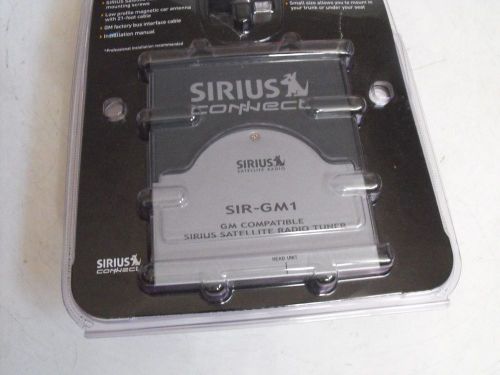 SIRIUS
mounting screws
• Low profile magnetic car antenna
with 21-foot cable
• GM factory bus interface cable
• Installation manual
*Professional installation recommended
• Small size allows you to mount in
your trunk or under your seat
SIRIUS
connect
SIRIUS
SATELLITE RADIO
SIR-GM1
GM COMPATIBLE
SIRIUS SATELLITE RADIO TUNER
HEAD UNIT
SIRIUS
connect